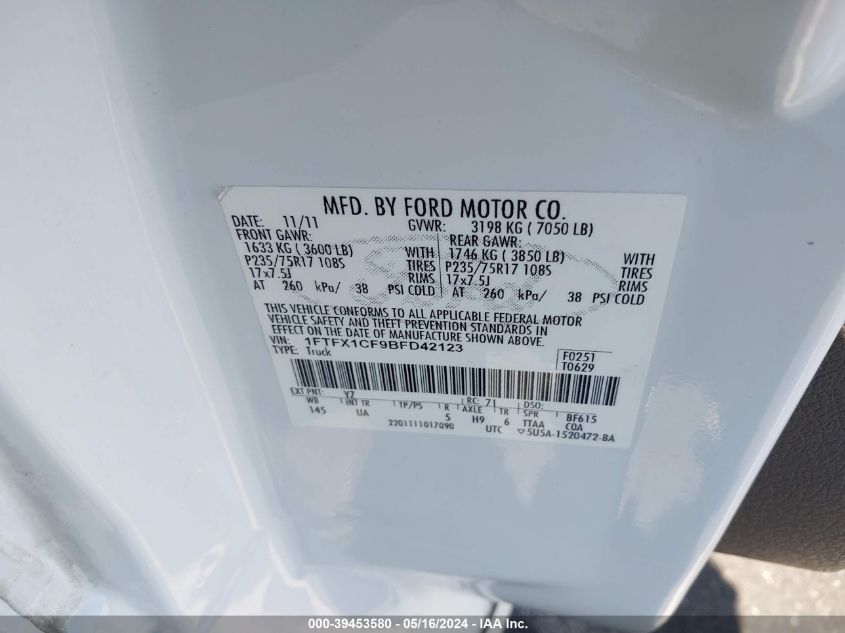 MFD. BY FORD MOTOR CO.
DATE: 11/11 GVWR: 3198 KG ( 7050 LB)
FRONT GAWR: REAR GAWR:
1633 KG ( 3600 LB) WITH 1746 KG ( 3850 LB) WITH
P235/75R17 108S TIRES P235/75R17 108S TIRES
17x7.5J RIMS 17x7.5J RIMS
AT 260 kPa/ 38 PSI COLD AT 260 kPa/ 38 PSI COLD
THIS VEHICLE CONFORMS TO ALL APPLICABLE FEDERAL MOTOR
VEHICLE SAFETY AND THEFT PREVENTION STANDARDS IN
EFFECT ON THE DATE OF MANUFACTURE SHOWN ABOVE.
VIN: 1FTFX1CF9BFD42123 F0251
TYPE: Truck T0629
EXT PNT: YZ RC: 71 DSO:
WB INT TR TP/PS R AXLE TR SPR BF615
145 UA 5 H9 6 TTAA COA
2201111017090 UTC ▽5U5A-1520472-BA
000-39453580 - 05/16/2024 - IAA Inc.